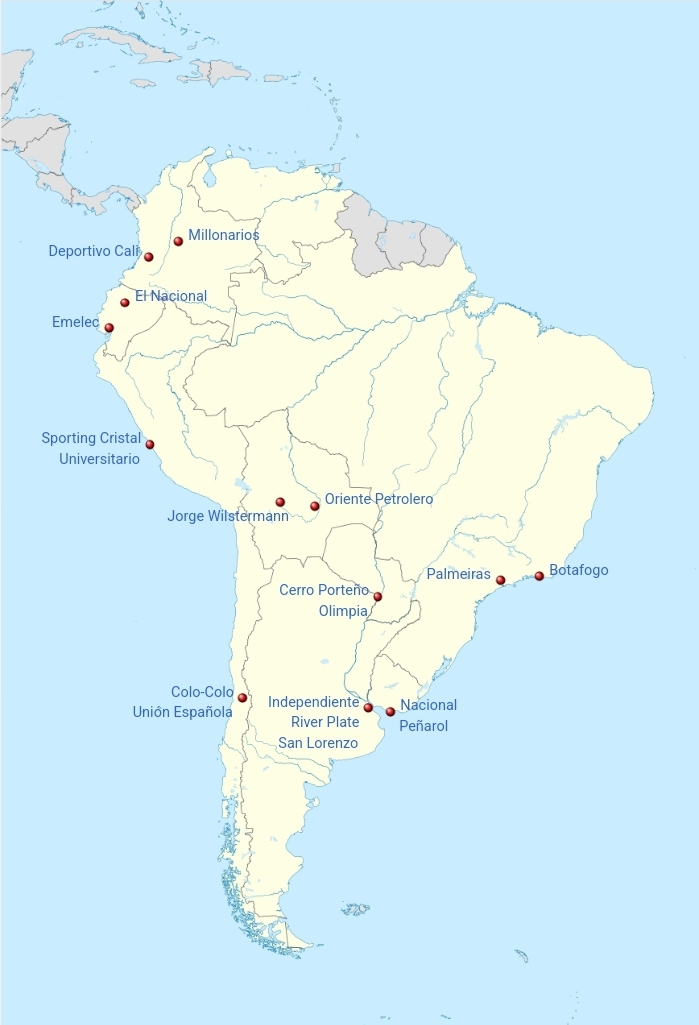 Millonarios
Deportivo Cali
El Nacional
Emelec
Sporting Cristal
Universitario
Oriente Petrolero
Jorge Wilstermann
Botafogo
Palmeiras
Cerro Porteño
Olimpia
Colo-Colo
Unión Española
Independiente
River Plate
San Lorenzo
Nacional
Peñarol